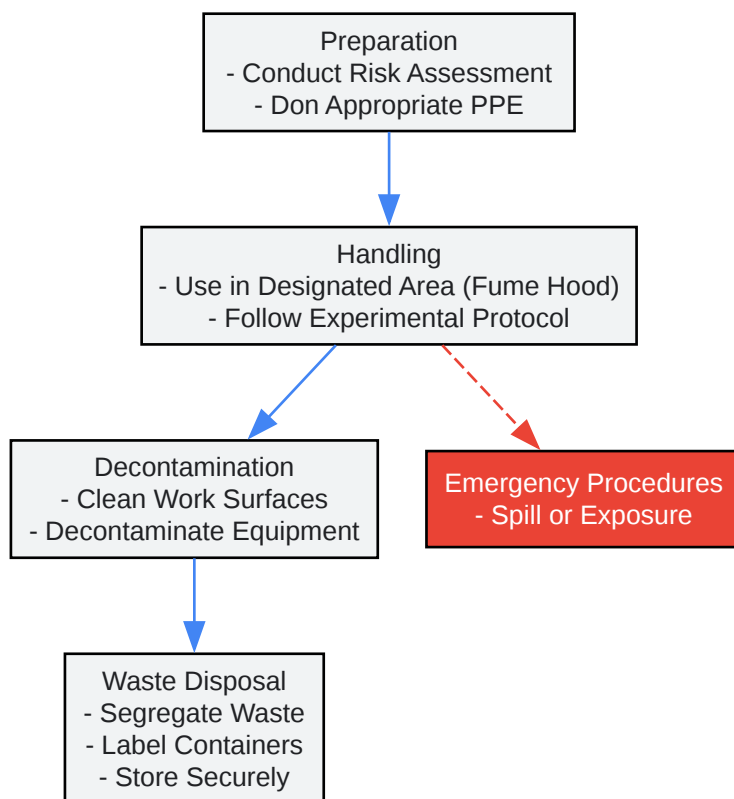 Preparation
- Conduct Risk Assessment
- Don Appropriate PPE
Handling
- Use in Designated Area (Fume Hood)
- Follow Experimental Protocol
Decontamination
- Clean Work Surfaces
- Decontaminate Equipment
Emergency Procedures
- Spill or Exposure
Waste Disposal
- Segregate Waste
- Label Containers
- Store Securely